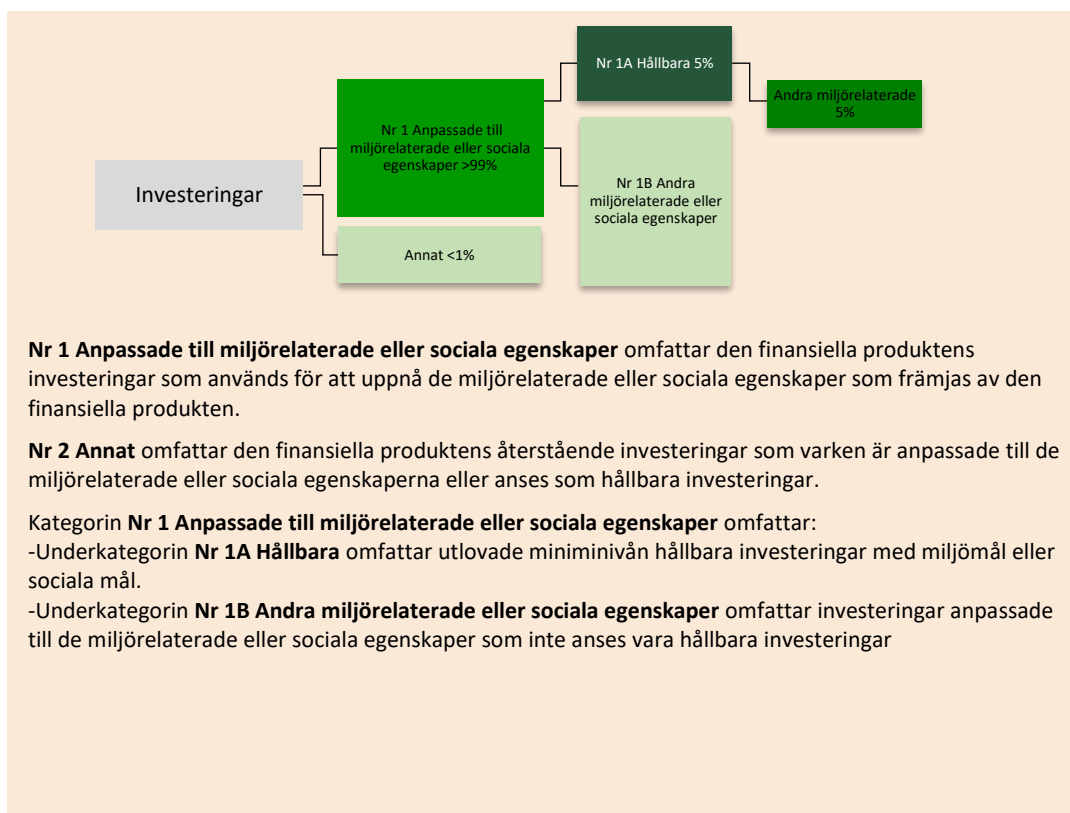 Nr 1A Hållbara 5%
Andra miljörelaterade
5%
Nr 1 Anpassade till
miljörelaterade eller sociala
egenskaper >99%
Investeringar
Nr 1B Andra
miljörelaterade eller
sociala egenskaper
Annat <1%
Nr 1 Anpassade till miljörelaterade eller sociala egenskaper omfattar den finansiella produktens
investeringar som används för att uppnå de miljörelaterade eller sociala egenskaper som främjas av den
finansiella produkten.
Nr 2 Annat omfattar den finansiella produktens återstående investeringar som varken är anpassade till de
miljörelaterade eller sociala egenskaperna eller anses som hållbara investeringar.
Kategorin Nr 1 Anpassade till miljörelaterade eller sociala egenskaper omfattar:
-Underkategorin Nr 1A Hållbara omfattar utlovade miniminivån hållbara investeringar med miljömål eller
sociala mål.
-Underkategorin Nr 1B Andra miljörelaterade eller sociala egenskaper omfattar investeringar anpassade
till de miljörelaterade eller sociala egenskaper som inte anses vara hållbara investeringar